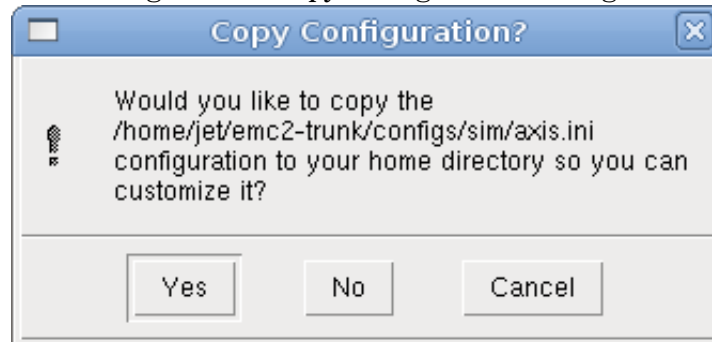 Copy Configuration?
Would you like to copy the
/home/jet/emc2-trunk/configs/sim/axis.ini
configuration to your home directory so you can
customize it?
Yes No Cancel